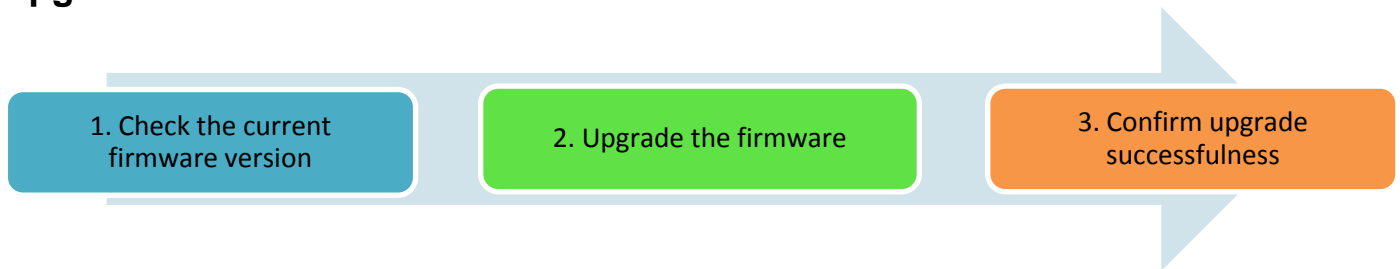 1. Check the current
firmware version
2. Upgrade the firmware
3. Confirm upgrade
successfulness